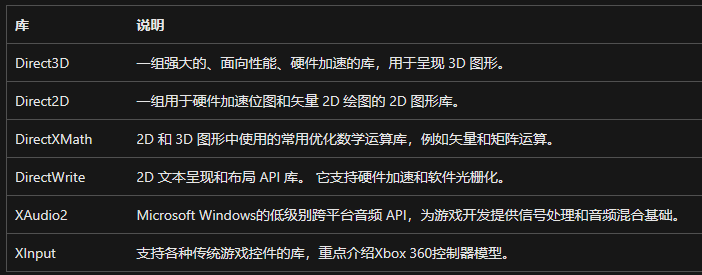 库 说明
Direct3D 一组强大的、面向性能、硬件加速的库，用于呈现 3D 图形。
Direct2D 一组用于硬件加速位图和矢量 2D 绘图的 2D 图形库。
DirectXMath 2D 和 3D 图形中使用的常用优化数学运算库，例如矢量和矩阵运算。
DirectWrite 2D 文本呈现和布局 API 库。 它支持硬件加速和软件光栅化。
XAudio2 Microsoft Windows的低级别跨平台音频 API，为游戏开发提供信号处理和音频混合基础。
XInput 支持各种传统游戏控件的库，重点介绍Xbox 360控制器模型。